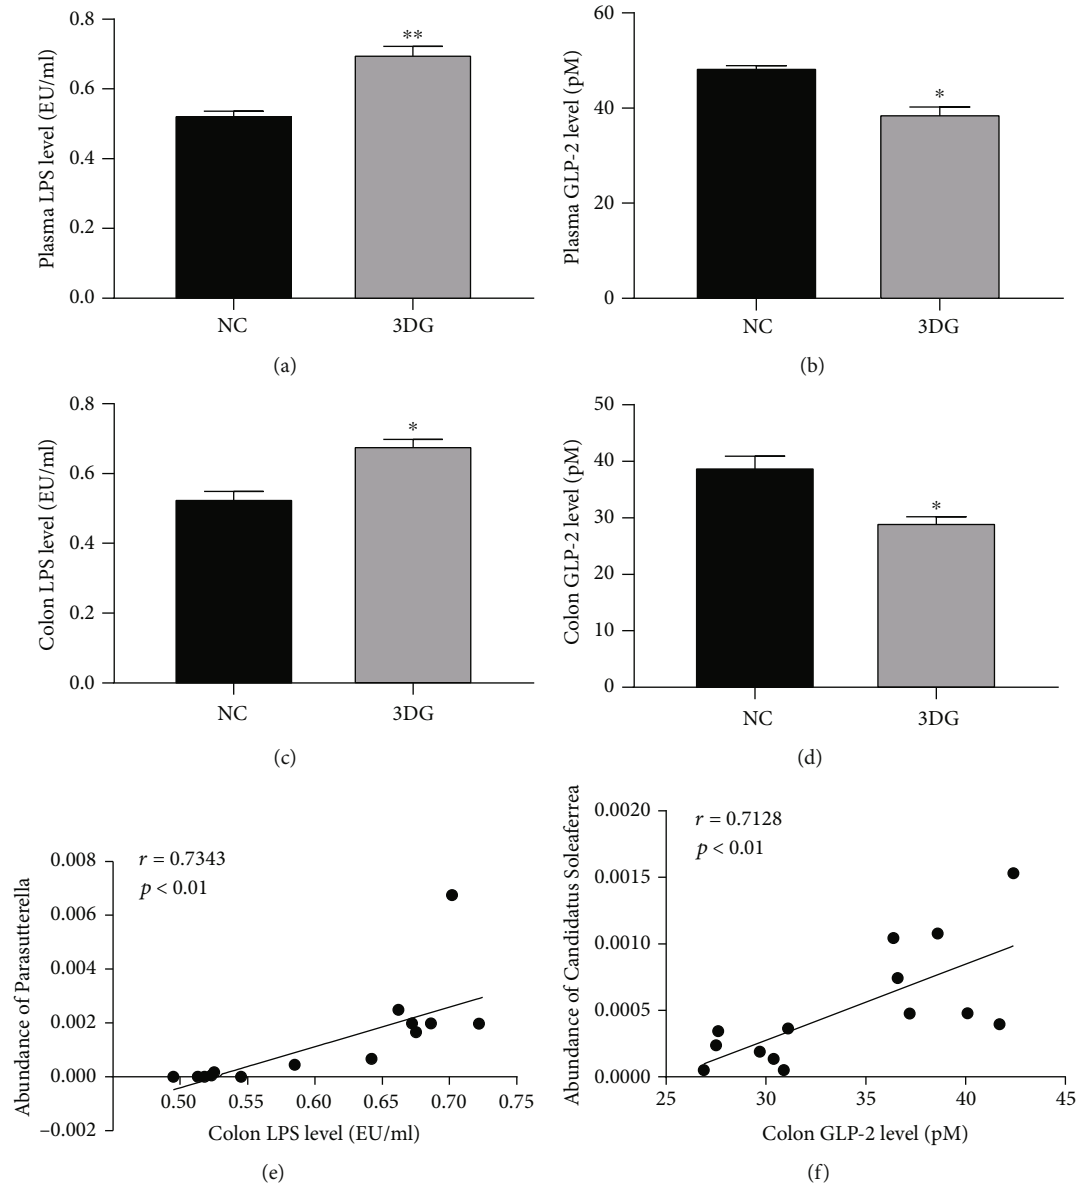 0.8
0.6
0.4
0.2
0.0
Plasma LPS level (EU/ml)
**
NC
3DG
(a)
60
40
20
0
Plasma GLP-2 level (pM)
*
NC
3DG
(b)
0.8
0.6
0.4
0.2
0.0
Colon LPS level (EU/ml)
*
NC
3DG
(c)
50
40
30
20
10
0
Colon GLP-2 level (pM)
*
NC
3DG
(d)
r = 0.7343
p < 0.01
0.008
0.006
0.004
0.002
0.000
–0.002
Abundance of Parasutterella
0.50 0.55 0.60 0.65 0.70 0.75
Colon LPS level (EU/ml)
(e)
r = 0.7128
p < 0.01
0.0020
0.0015
0.0010
0.0005
0.0000
Abundance of Candidatus Soleaferrea
25 30 35 40 45
Colon GLP-2 level (pM)
(f)